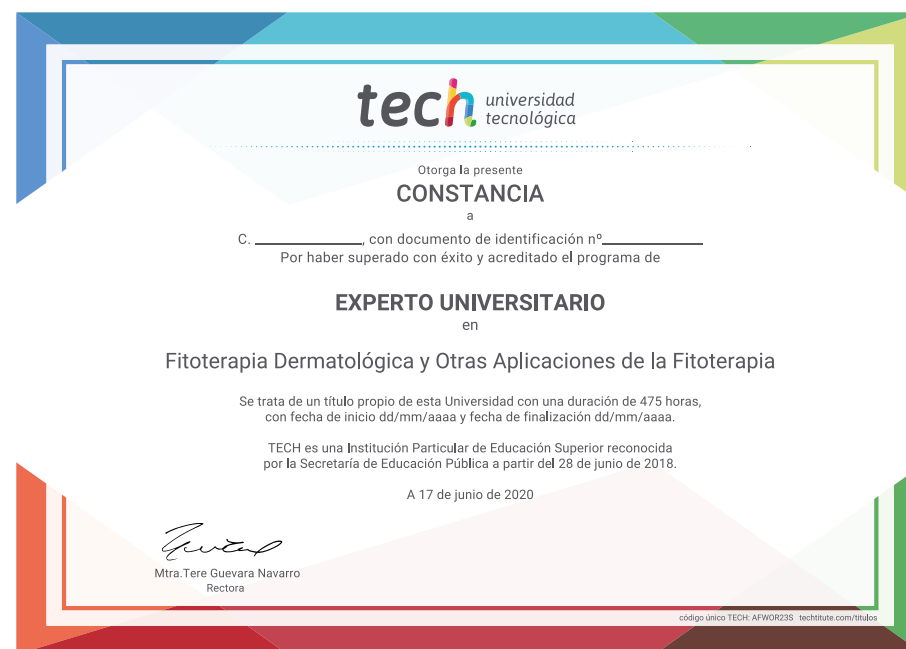 tech universidad
tecnológica
Otorga la presente
CONSTANCIA
a
C. ____________, con documento de identificación nº____________
Por haber superado con éxito y acreditado el programa de
EXPERTO UNIVERSITARIO
en
Fitoterapia Dermatológica y Otras Aplicaciones de la Fitoterapia
Se trata de un título propio de esta Universidad con una duración de 475 horas,
con fecha de inicio dd/mm/aaaa y fecha de finalización dd/mm/aaaa.
TECH es una Institución Particular de Educación Superior reconocida
por la Secretaría de Educación Pública a partir del 28 de junio de 2018.
A 17 de junio de 2020
Mtra.Tere Guevara Navarro
Rectora
código único TECH: AFWOR23S techtitute.com/titulos